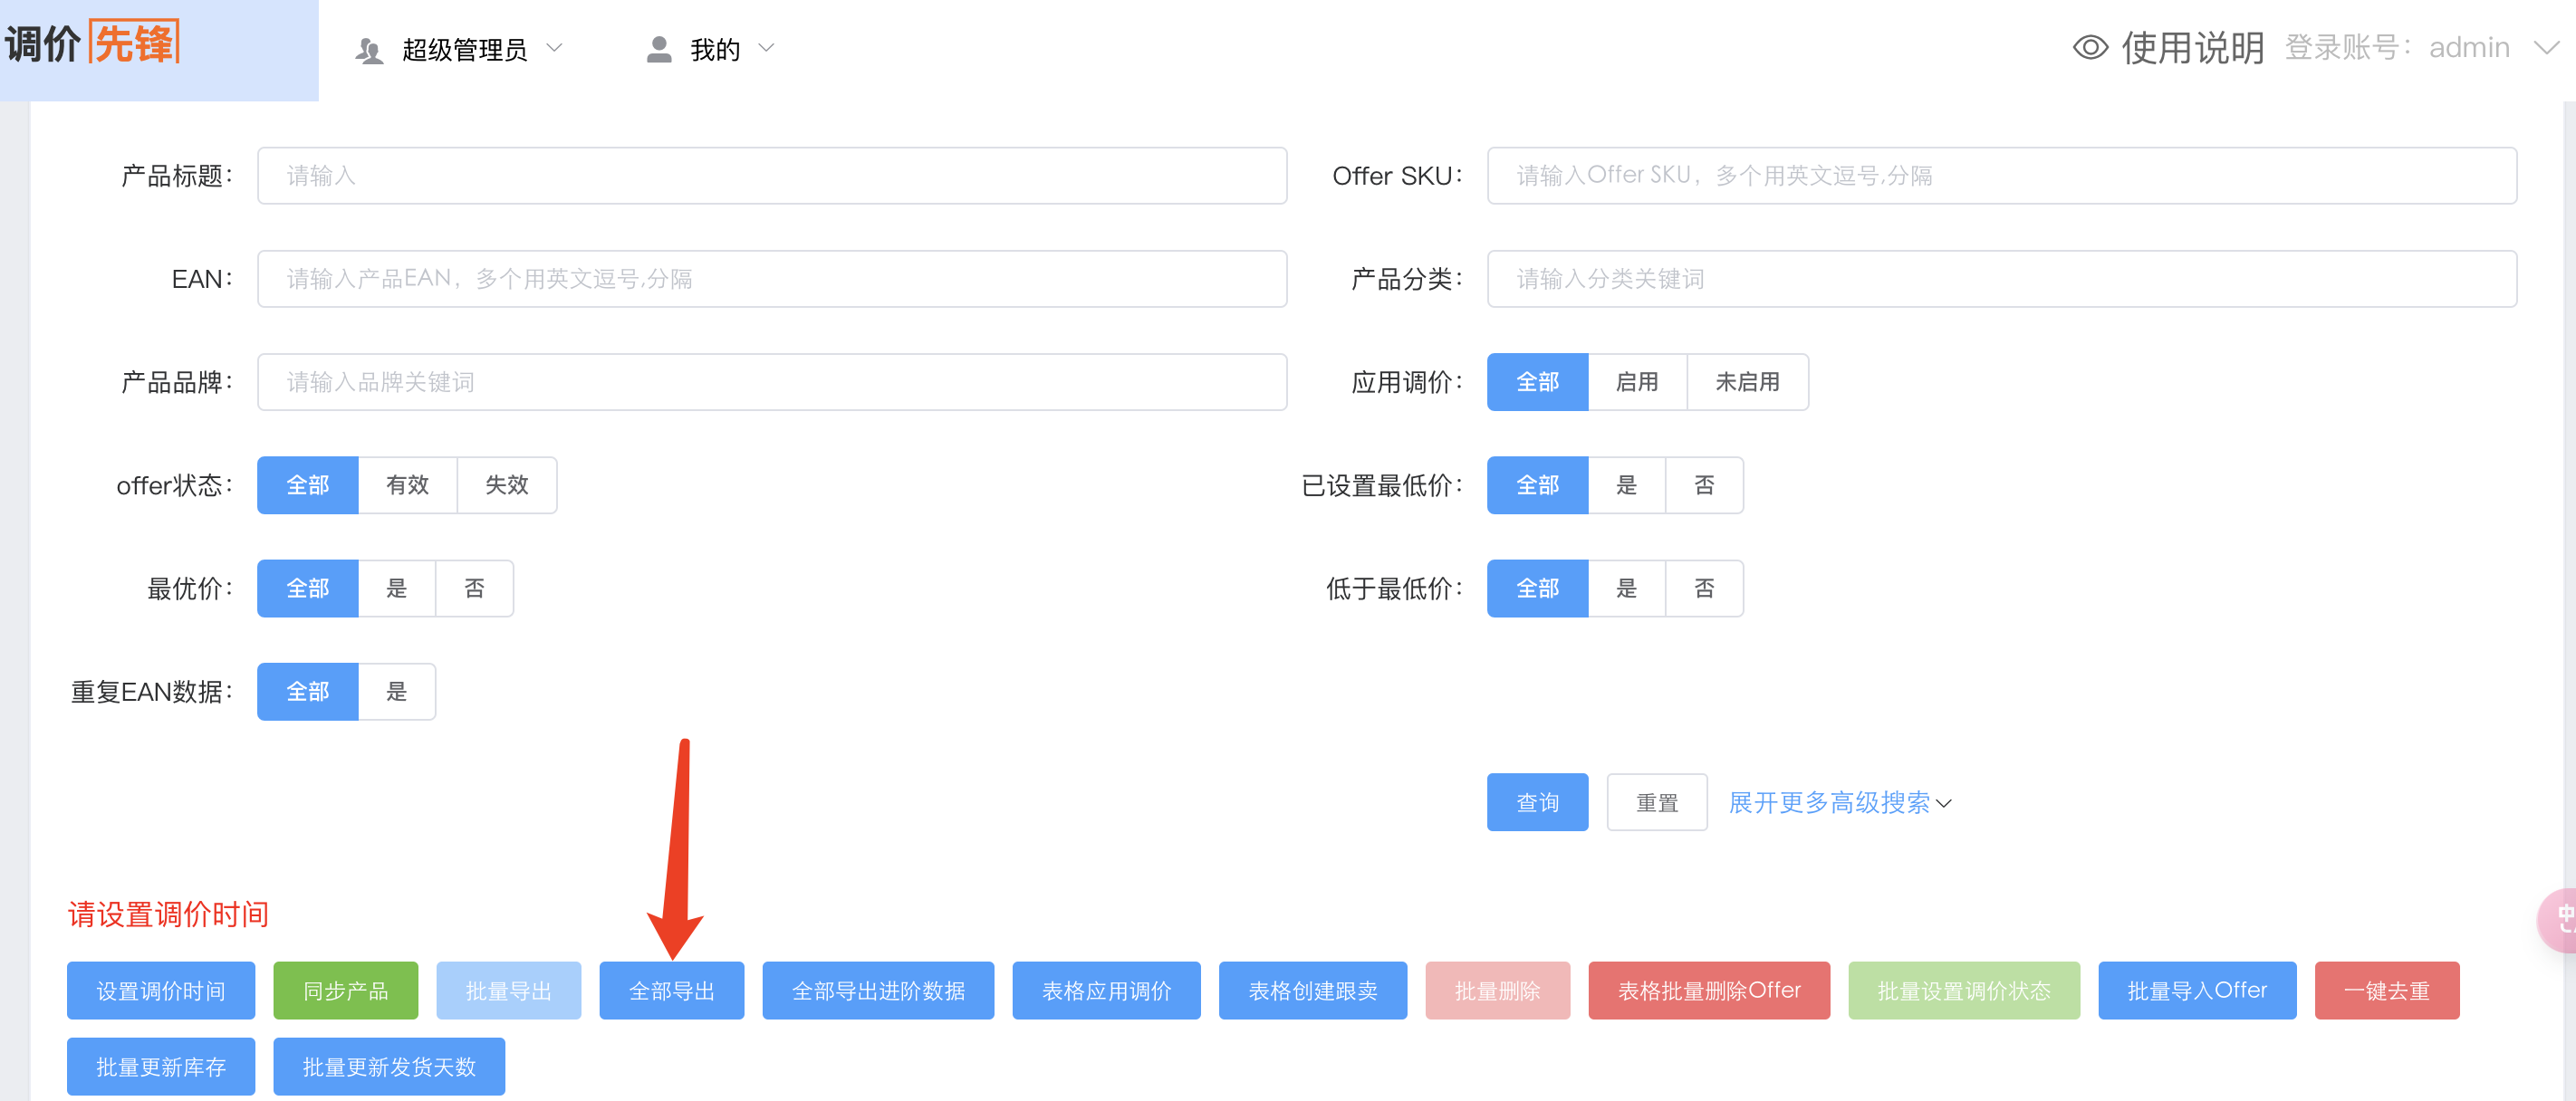 调价先锋 超级管理员 我的 使用说明 登录账号：admin
产品标题： 请输入 Offer SKU： 请输入Offer SKU，多个用英文逗号,分隔
EAN： 请输入产品EAN，多个用英文逗号,分隔 产品分类： 请输入分类关键词
产品品牌： 请输入品牌关键词 应用调价： 全部 启用 未启用
offer状态： 全部 有效 失效 已设置最低价： 全部 是 否
最优价： 全部 是 否 低于最低价： 全部 是 否
重复EAN数据： 全部 是
查询 重置 展开更多高级搜索
请设置调价时间
设置调价时间 同步产品 批量导出 全部导出 全部导出进阶数据 表格应用调价 表格创建跟卖 批量删除 表格批量删除Offer 批量设置调价状态 批量导入Offer 一键去重
批量更新库存 批量更新发货天数